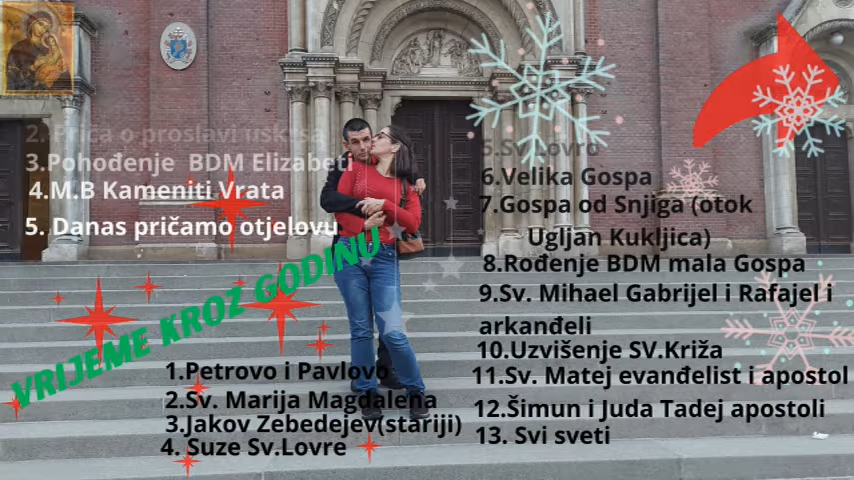 2. Priča o proslavi uskrsa
3.Pohođenje BDM Elizabeti
4.M.B Kameniti Vrata
5. Danas pričamo otjelovu
VRIJEME KROZ GODINU
1.Petrovo i Pavlovo
2.Sv. Marija Magdalena
3.Jakov Zebedejev(stariji)
4. Suze Sv.Lovre
5.Sv.Lovro
6.Velika Gospa
7.Gospa od Snjiga (otok
Ugljan Kukljica)
8.Rođenje BDM mala Gospa
9.Sv. Mihael Gabrijel i Rafajel i
arkanđeli
10.Uzvišenje SV.Križa
11.Sv. Matej evanđelist i apostol
12.Šimun i Juda Tadej apostoli
13. Svi sveti